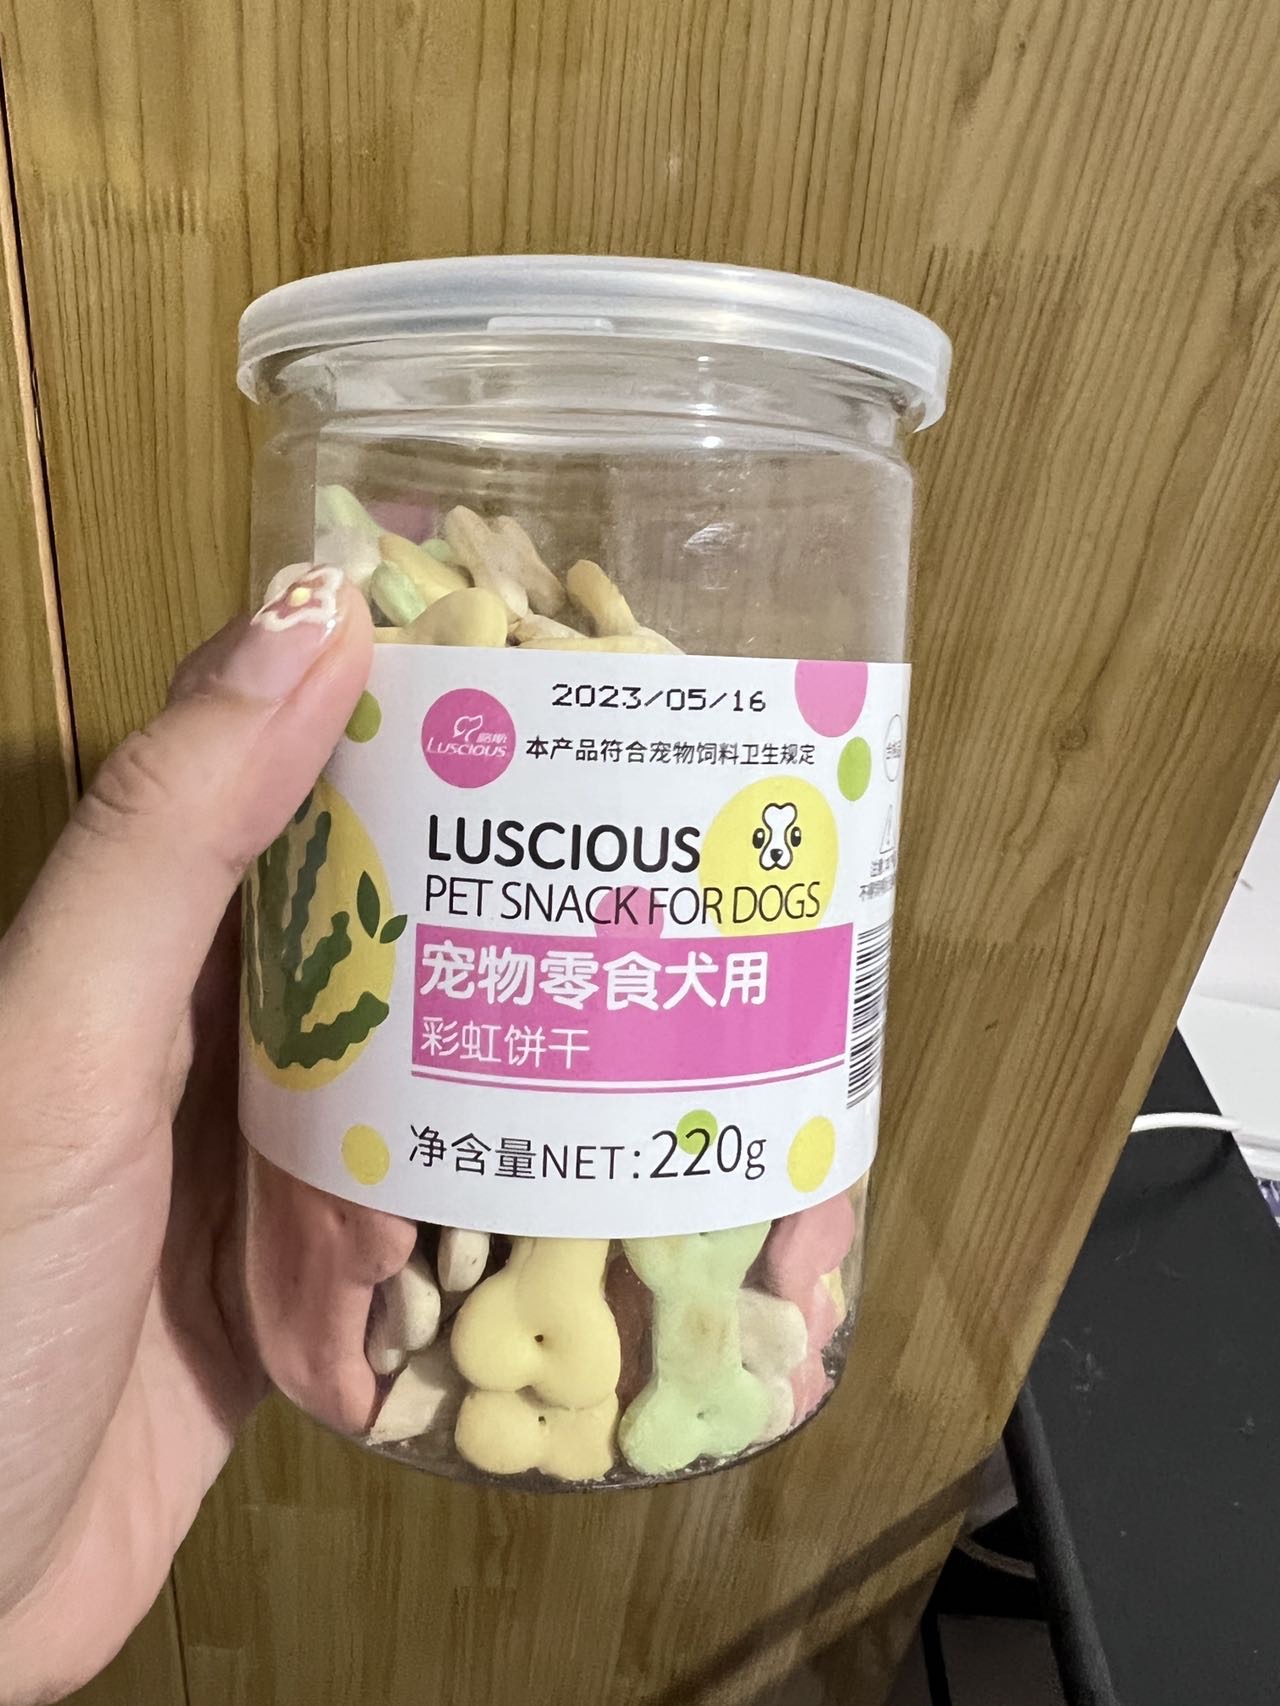 2023/05/16
路斯
LUSCIOUS
本产品符合宠物饲料卫生规定
LUSCIOUS
PET SNACK FOR DOGS
宠物零食犬用
彩虹饼干
净含量NET:220g